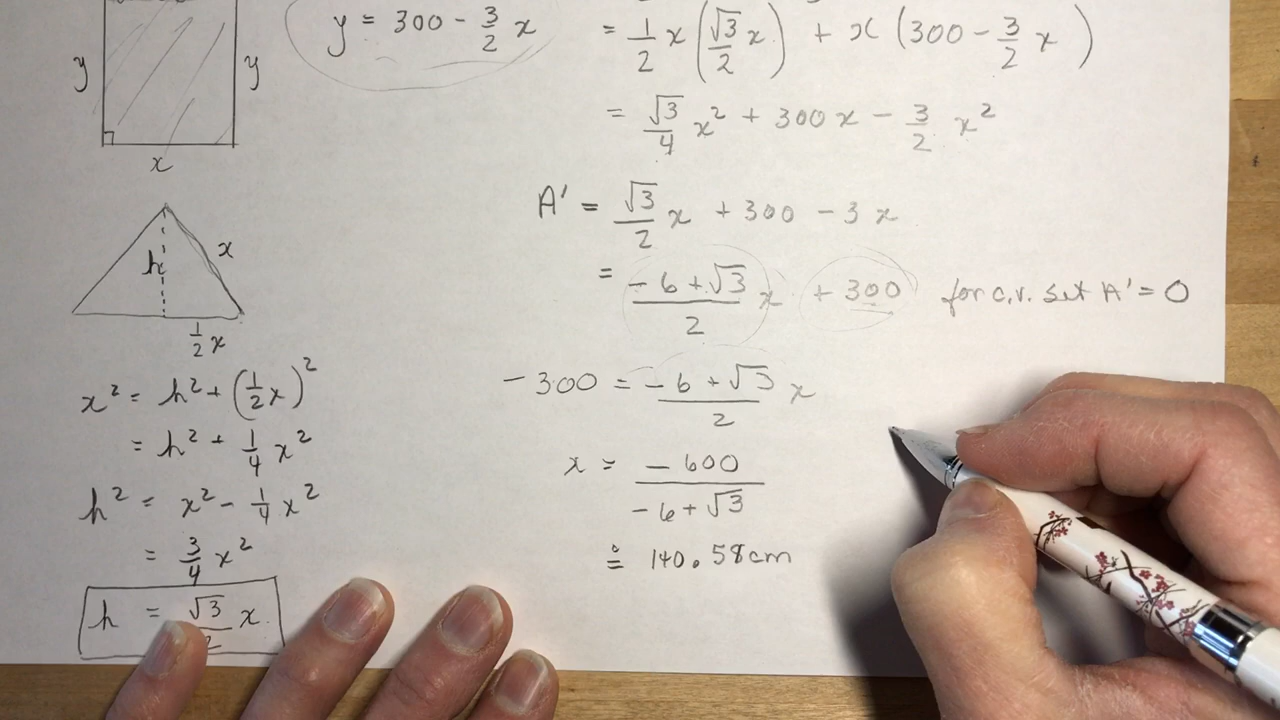 y y
x
h x
1/2 x
x² = h² + (1/2 x)²
= h² + 1/4 x²
h² = x² - 1/4 x²
= 3/4 x²
h = √3/2 x
y = 300 - 3/2 x
= 1/2 x (√3/2 x) + x (300 - 3/2 x)
= √3/4 x² + 300x - 3/2 x²
A' = √3/2 x + 300 - 3x
= (-6+√3)/2 x + 300 for c.v. set A' = 0
-300 = (-6+√3)/2 x
x = -600/(-6+√3)
≐ 140.58cm